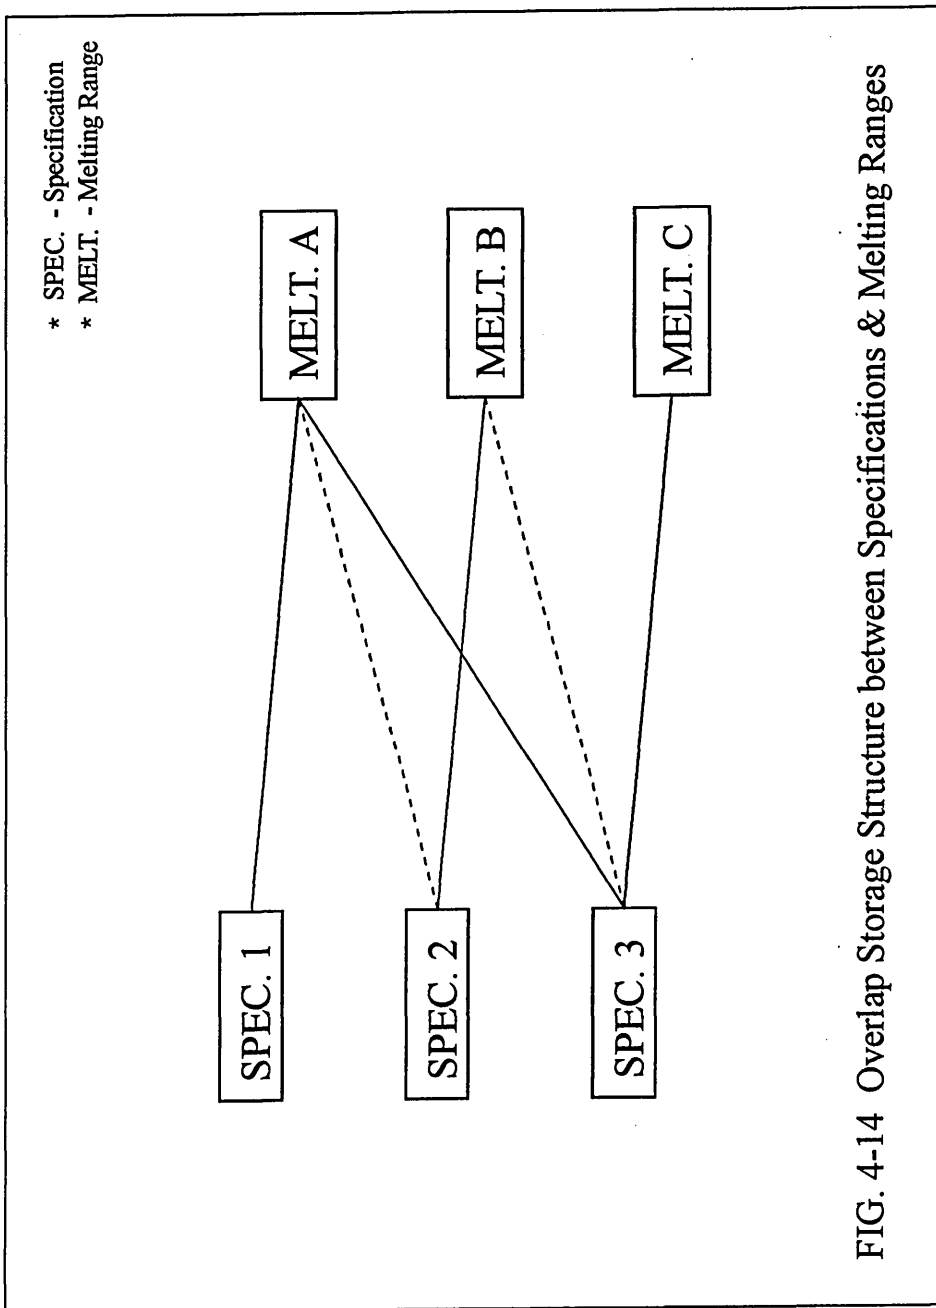 * SPEC. - Specification
* MELT. - Melting Range
SPEC. 1
MELT. A
SPEC. 2
MELT. B
SPEC. 3
MELT. C
FIG. 4-14 Overlap Storage Structure between Specifications & Melting Ranges